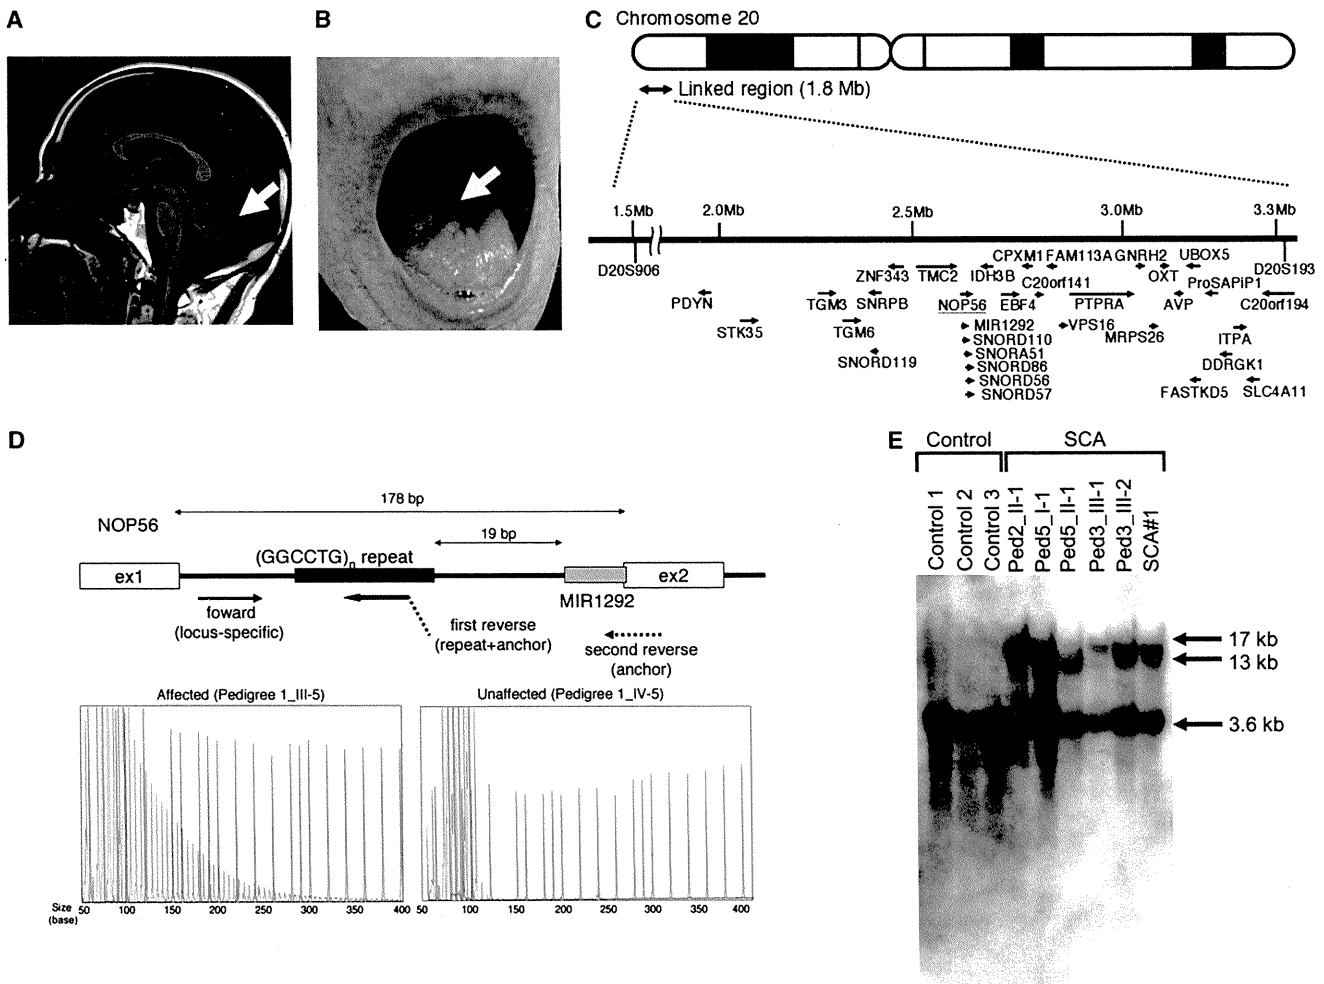 A
B
C Chromosome 20
Linked region (1.8 Mb)
1.5Mb 2.0Mb 2.5Mb 3.0Mb 3.3Mb
D20S906
D20S193
CPXM1 FAM113A GNRH2 UBOX5
ZNF343 TMC2 IDH3B OXT
C20orf141 ProSAPiP1
PDYN TGM3 SNRPB NOP56 EBF4 PTPRA AVP C20orf194
STK35 TGM6 MIR1292 VPS16 MRPS26 ITPA
SNORD110
SNORD119 SNORA51 DDRGK1
SNORD86
SNORD56 FASTKD5 SLC4A11
SNORD57
D
178 bp
NOP56
19 bp
(GGCCTG)n repeat
ex1 ex2
MIR1292
foward
(locus-specific)
first reverse
(repeat+anchor)
second reverse
(anchor)
Affected (Pedigree 1_III-5)
Unaffected (Pedigree 1_IV-5)
Size
(base)
50 100 150 200 250 300 350 400
50 100 150 200 250 300 350 400
E
Control SCA
Control 1
Control 2
Control 3
Ped2_II-1
Ped5_I-1
Ped5_II-1
Ped3_III-1
Ped3_III-2
SCA#1
17 kb
13 kb
3.6 kb